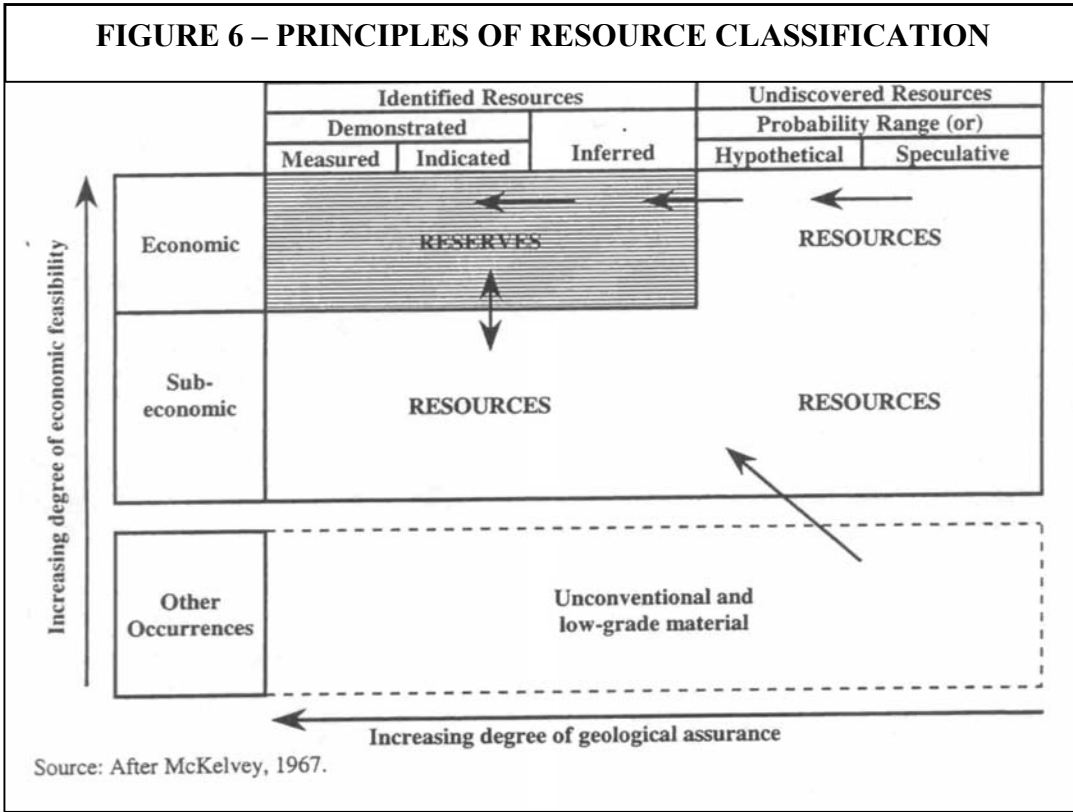 FIGURE 6 – PRINCIPLES OF RESOURCE CLASSIFICATION
Identified Resources
Undiscovered Resources
Demonstrated
Inferred
Probability Range (or)
Measured
Indicated
Hypothetical
Speculative
Increasing degree of economic feasibility
Economic
RESERVES
RESOURCES
Sub-
economic
RESOURCES
RESOURCES
Other
Occurrences
Unconventional and
low-grade material
Increasing degree of geological assurance
Source: After McKelvey, 1967.